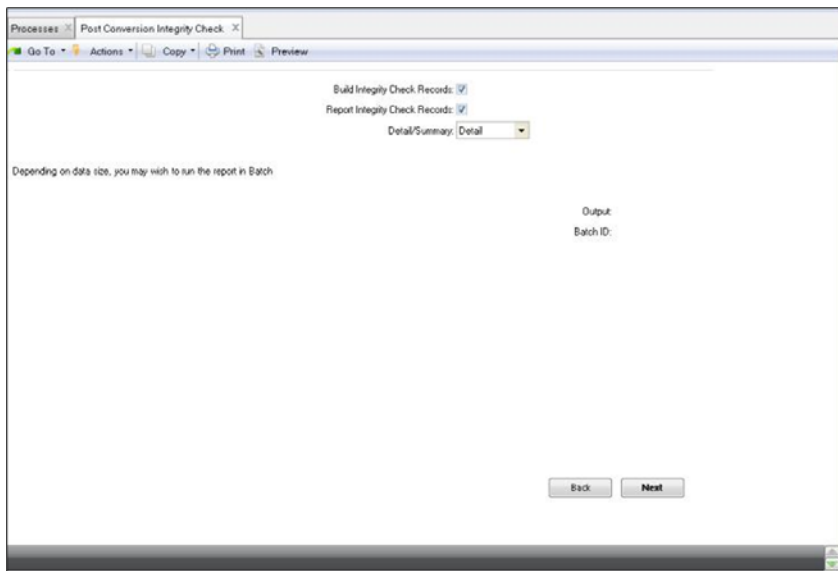 Processes Post Conversion Integrity Check
Go To Actions Copy Print Preview
Build Integrity Check Records:
Report Integrity Check Records:
Detail/Summary: Detail
Depending on data size, you may wish to run the report in Batch
Output:
Batch ID:
Back Next